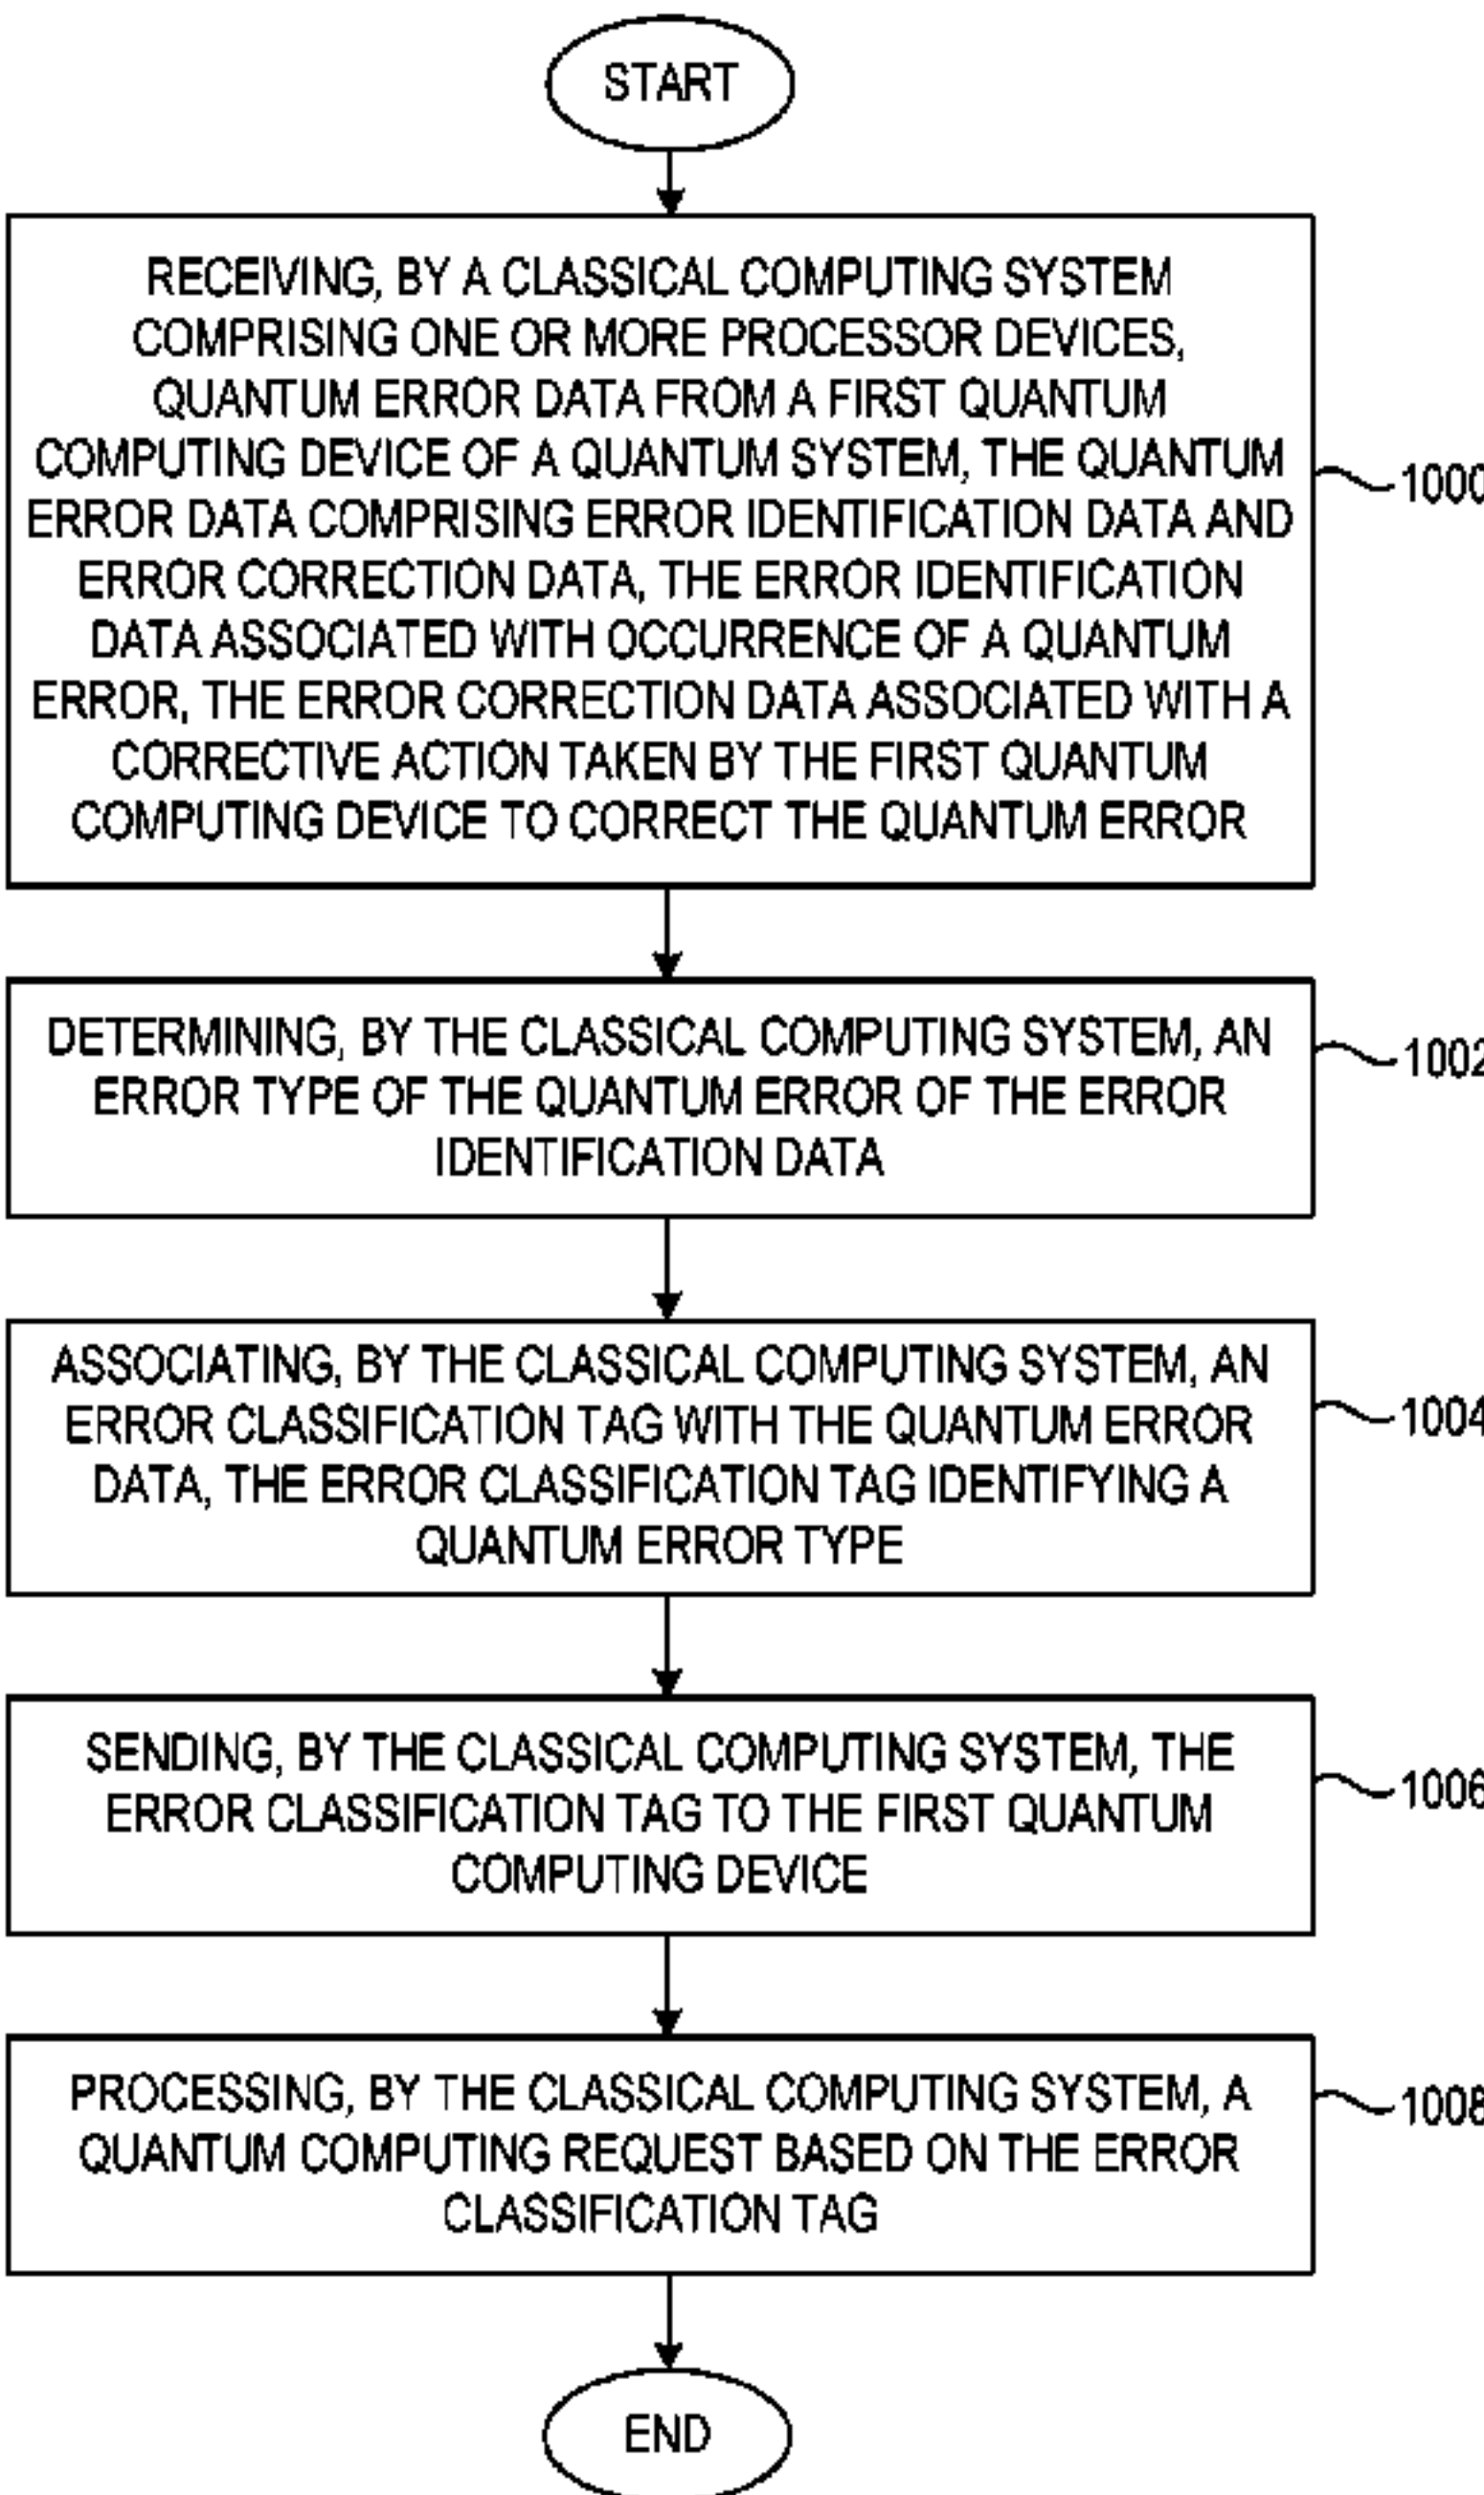 START
RECEIVING, BY A CLASSICAL COMPUTING SYSTEM
COMPRISING ONE OR MORE PROCESSOR DEVICES,
QUANTUM ERROR DATA FROM A FIRST QUANTUM
COMPUTING DEVICE OF A QUANTUM SYSTEM, THE QUANTUM
ERROR DATA COMPRISING ERROR IDENTIFICATION DATA AND
ERROR CORRECTION DATA, THE ERROR IDENTIFICATION
DATA ASSOCIATED WITH OCCURRENCE OF A QUANTUM
ERROR, THE ERROR CORRECTION DATA ASSOCIATED WITH A
CORRECTIVE ACTION TAKEN BY THE FIRST QUANTUM
COMPUTING DEVICE TO CORRECT THE QUANTUM ERROR
1000
DETERMINING, BY THE CLASSICAL COMPUTING SYSTEM, AN
ERROR TYPE OF THE QUANTUM ERROR OF THE ERROR
IDENTIFICATION DATA
1002
ASSOCIATING, BY THE CLASSICAL COMPUTING SYSTEM, AN
ERROR CLASSIFICATION TAG WITH THE QUANTUM ERROR
DATA, THE ERROR CLASSIFICATION TAG IDENTIFYING A
QUANTUM ERROR TYPE
1004
SENDING, BY THE CLASSICAL COMPUTING SYSTEM, THE
ERROR CLASSIFICATION TAG TO THE FIRST QUANTUM
COMPUTING DEVICE
1006
PROCESSING, BY THE CLASSICAL COMPUTING SYSTEM, A
QUANTUM COMPUTING REQUEST BASED ON THE ERROR
CLASSIFICATION TAG
1008
END